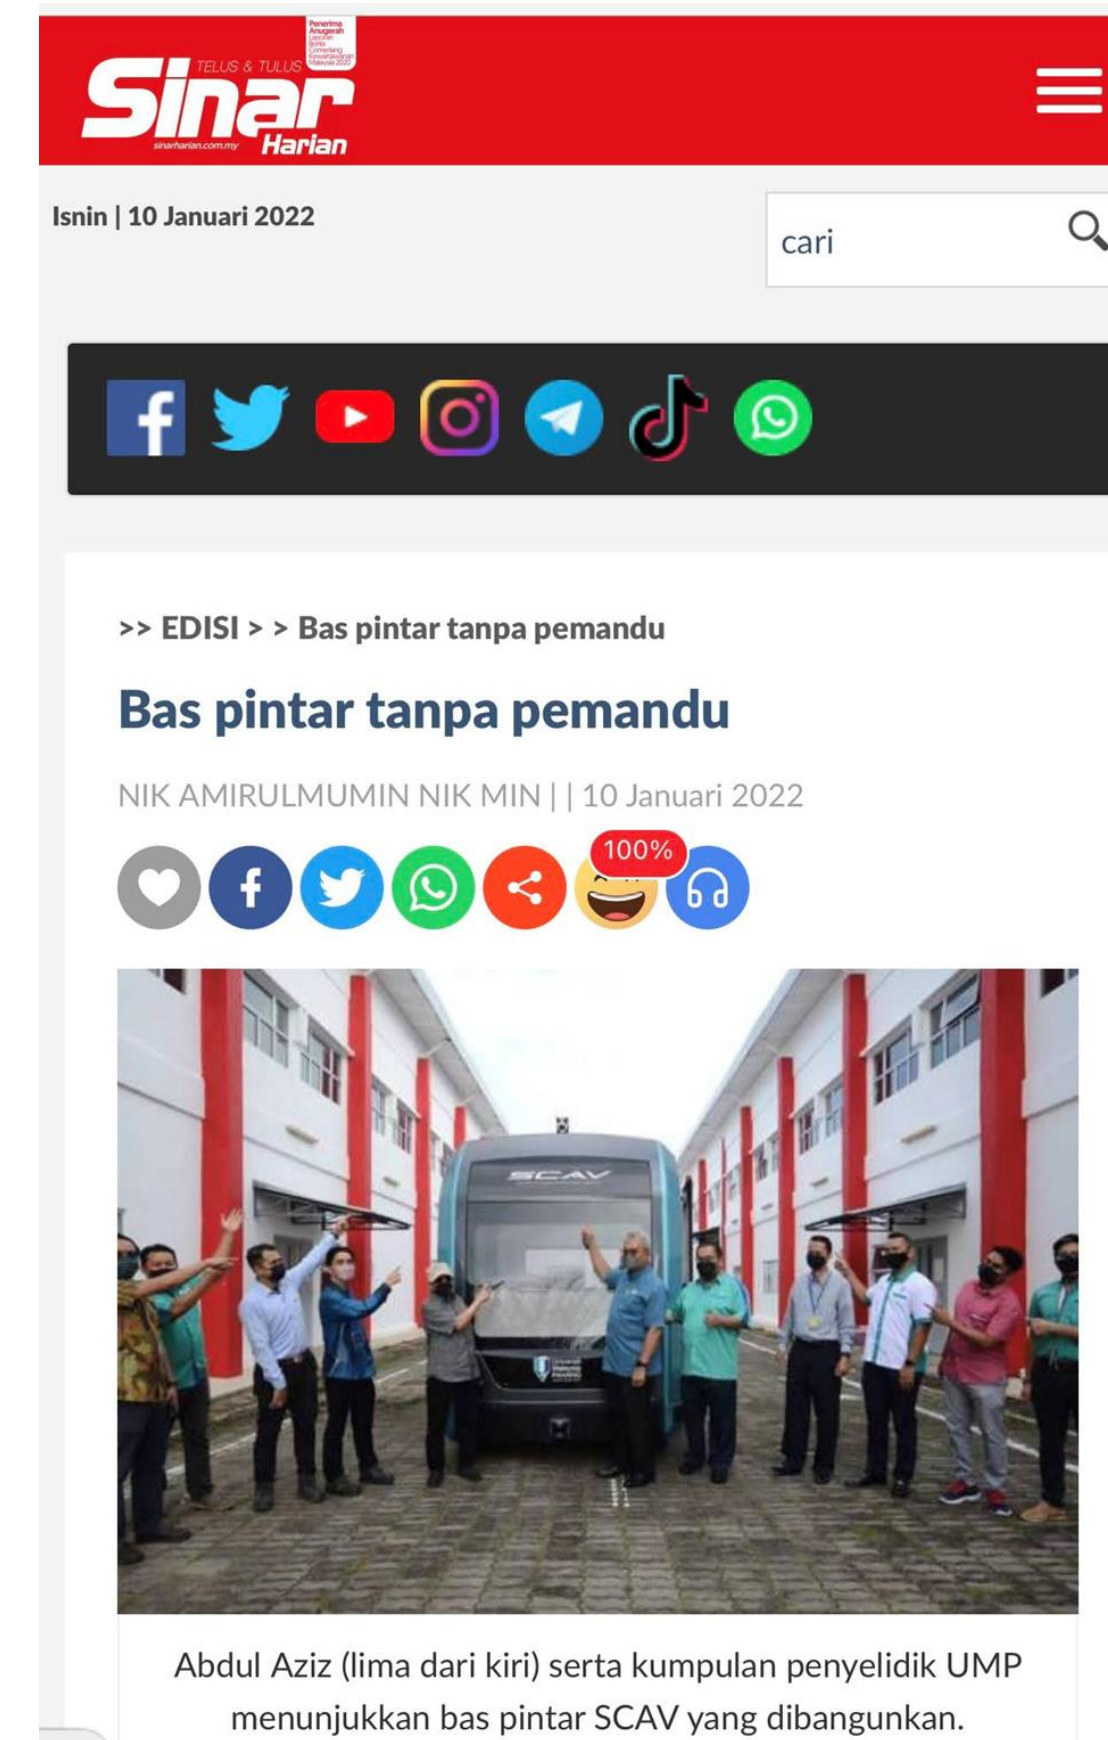 Penerima
Anugerah
TELUS & TULUS
Sinar
Harian
sinarharian.com.my
Isnin | 10 Januari 2022
cari
>> EDISI > > Bas pintar tanpa pemandu
Bas pintar tanpa pemandu
NIK AMIRULMUMIN NIK MIN | | 10 Januari 2022
100%
SCAV
Abdul Aziz (lima dari kiri) serta kumpulan penyelidik UMP
menunjukkan bas pintar SCAV yang dibangunkan.